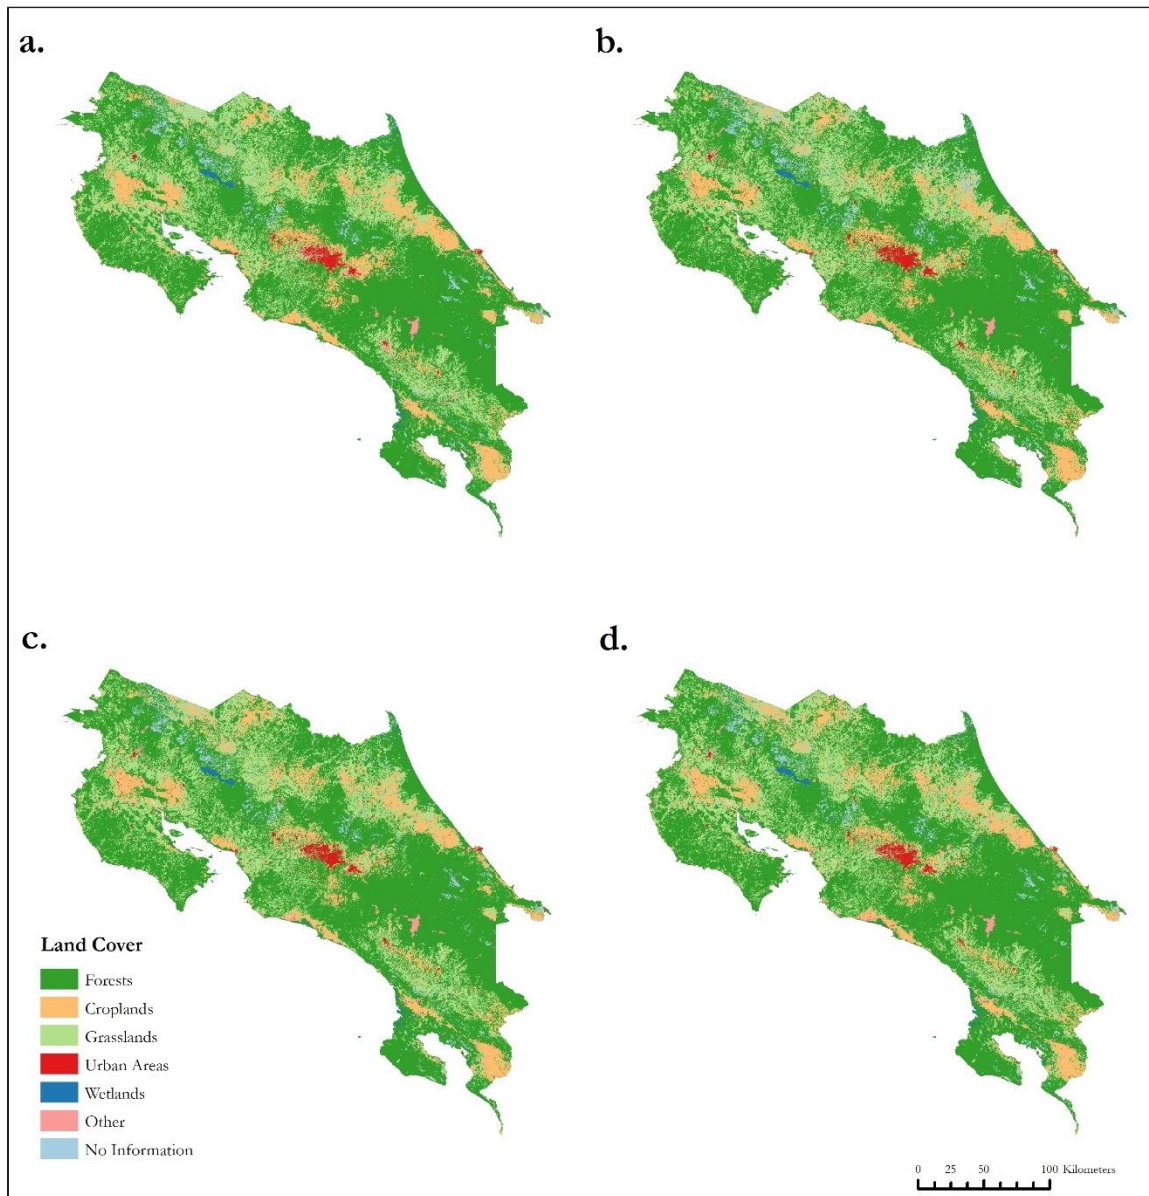 a.
b.
c.
d.
Land Cover
Forests
Croplands
Grasslands
Urban Areas
Wetlands
Other
No Information
0 25 50 100 Kilometers